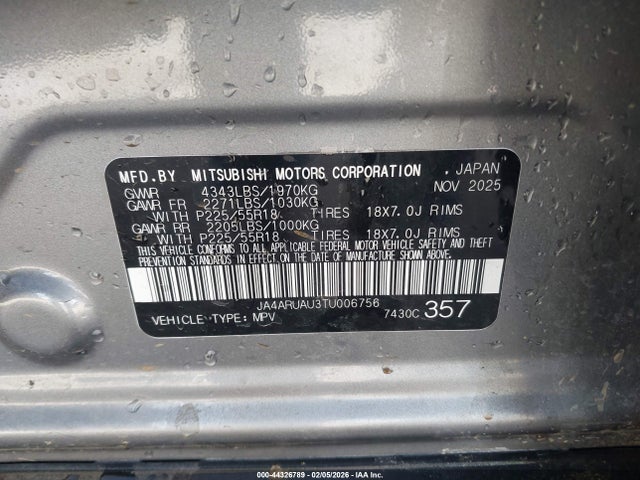 MFD.BY MITSUBISHI MOTORS CORPORATION . JAPAN
GVWR 4343LBS/1970KG NOV 2025
GAWR FR 2271LBS/1030KG
WITH P225/55R18 TIRES 18X7.0J RIMS
GAWR RR 2205LBS/1000KG
WITH P225/55R18 TIRES 18X7.0J RIMS
THIS VEHICLE CONFORMS TO ALL APPLICABLE FEDERAL MOTOR VEHICLE SAFETY AND THEFT
PREVENTION STANDARDS IN EFFECT ON THE DATE OF MANUFACTURE SHOWN ABOVE.
JA4ARUAU3TU006756
VEHICLE TYPE: MPV 7430C 357
000-44326789 - 02/05/2026 - IAA Inc.